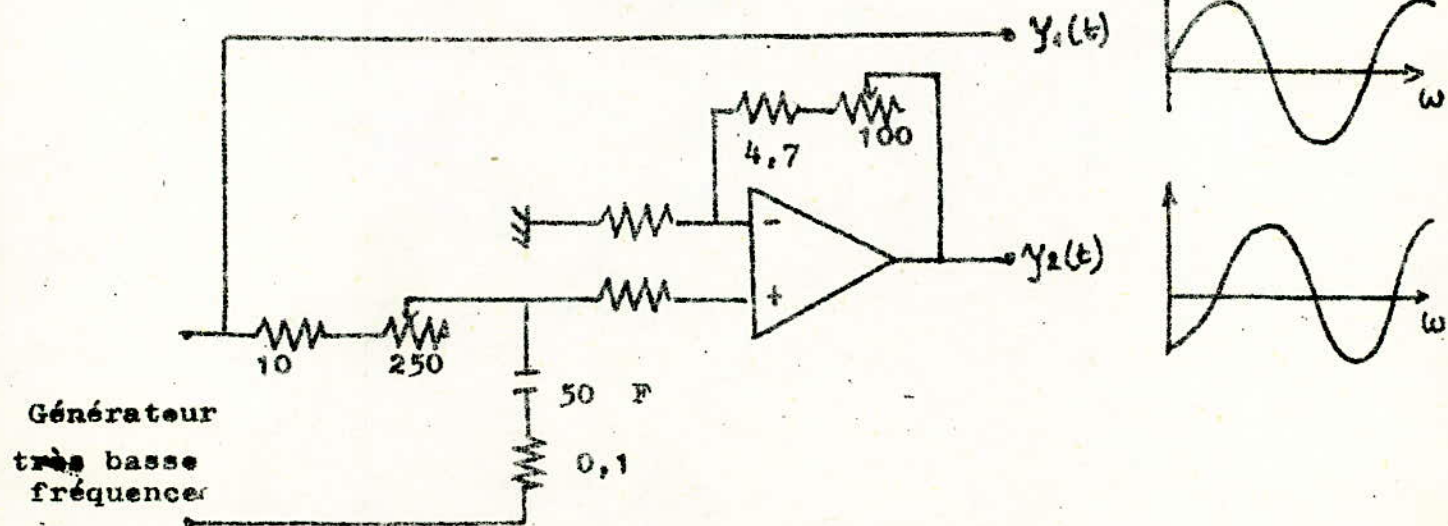 y₁(t)
ω
100
4,7
-
y₂(t)
+
ω
10
250
50 F
Générateur
très basse
0,1
fréquence